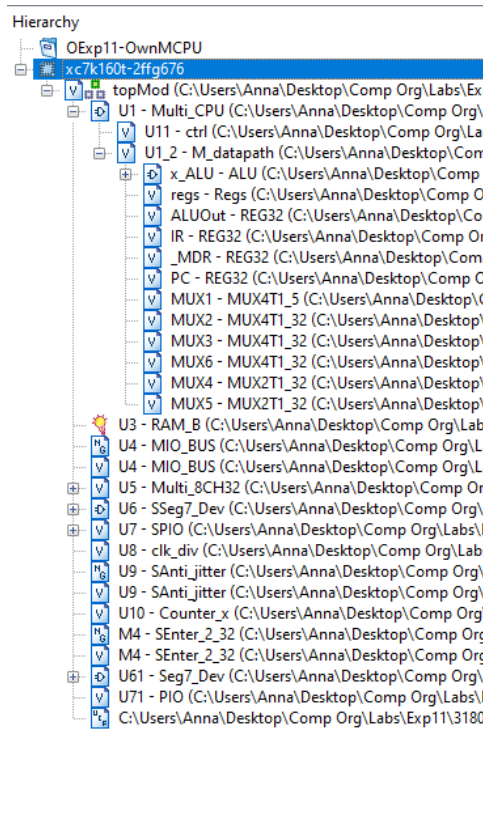 Hierarchy
OExp11-OwnMCPU
xc7k160t-2ffg676
topMod (C:\Users\Anna\Desktop\Comp Org\Labs\Ex
U1 - Multi_CPU (C:\Users\Anna\Desktop\Comp Org\
U11 - ctrl (C:\Users\Anna\Desktop\Comp Org\La
U1_2 - M_datapath (C:\Users\Anna\Desktop\Com
x_ALU - ALU (C:\Users\Anna\Desktop\Comp
regs - Regs (C:\Users\Anna\Desktop\Comp O
ALUOut - REG32 (C:\Users\Anna\Desktop\Co
IR - REG32 (C:\Users\Anna\Desktop\Comp Or
_MDR - REG32 (C:\Users\Anna\Desktop\Com
PC - REG32 (C:\Users\Anna\Desktop\Comp O
MUX1 - MUX4T1_5 (C:\Users\Anna\Desktop\C
MUX2 - MUX4T1_32 (C:\Users\Anna\Desktop\
MUX3 - MUX4T1_32 (C:\Users\Anna\Desktop\
MUX6 - MUX4T1_32 (C:\Users\Anna\Desktop\
MUX4 - MUX2T1_32 (C:\Users\Anna\Desktop\
MUX5 - MUX2T1_32 (C:\Users\Anna\Desktop\
U3 - RAM_B (C:\Users\Anna\Desktop\Comp Org\Lab
U4 - MIO_BUS (C:\Users\Anna\Desktop\Comp Org\L
U4 - MIO_BUS (C:\Users\Anna\Desktop\Comp Org\L
U5 - Multi_8CH32 (C:\Users\Anna\Desktop\Comp Or
U6 - SSeg7_Dev (C:\Users\Anna\Desktop\Comp Org\
U7 - SPIO (C:\Users\Anna\Desktop\Comp Org\Labs\
U8 - clk_div (C:\Users\Anna\Desktop\Comp Org\Lab
U9 - SAnti_jitter (C:\Users\Anna\Desktop\Comp Org\
U9 - SAnti_jitter (C:\Users\Anna\Desktop\Comp Org\
U10 - Counter_x (C:\Users\Anna\Desktop\Comp Org\
M4 - SEnter_2_32 (C:\Users\Anna\Desktop\Comp Org
M4 - SEnter_2_32 (C:\Users\Anna\Desktop\Comp Org
U61 - Seg7_Dev (C:\Users\Anna\Desktop\Comp Org\
U71 - PIO (C:\Users\Anna\Desktop\Comp Org\Labs\
C:\Users\Anna\Desktop\Comp Org\Labs\Exp11\3180